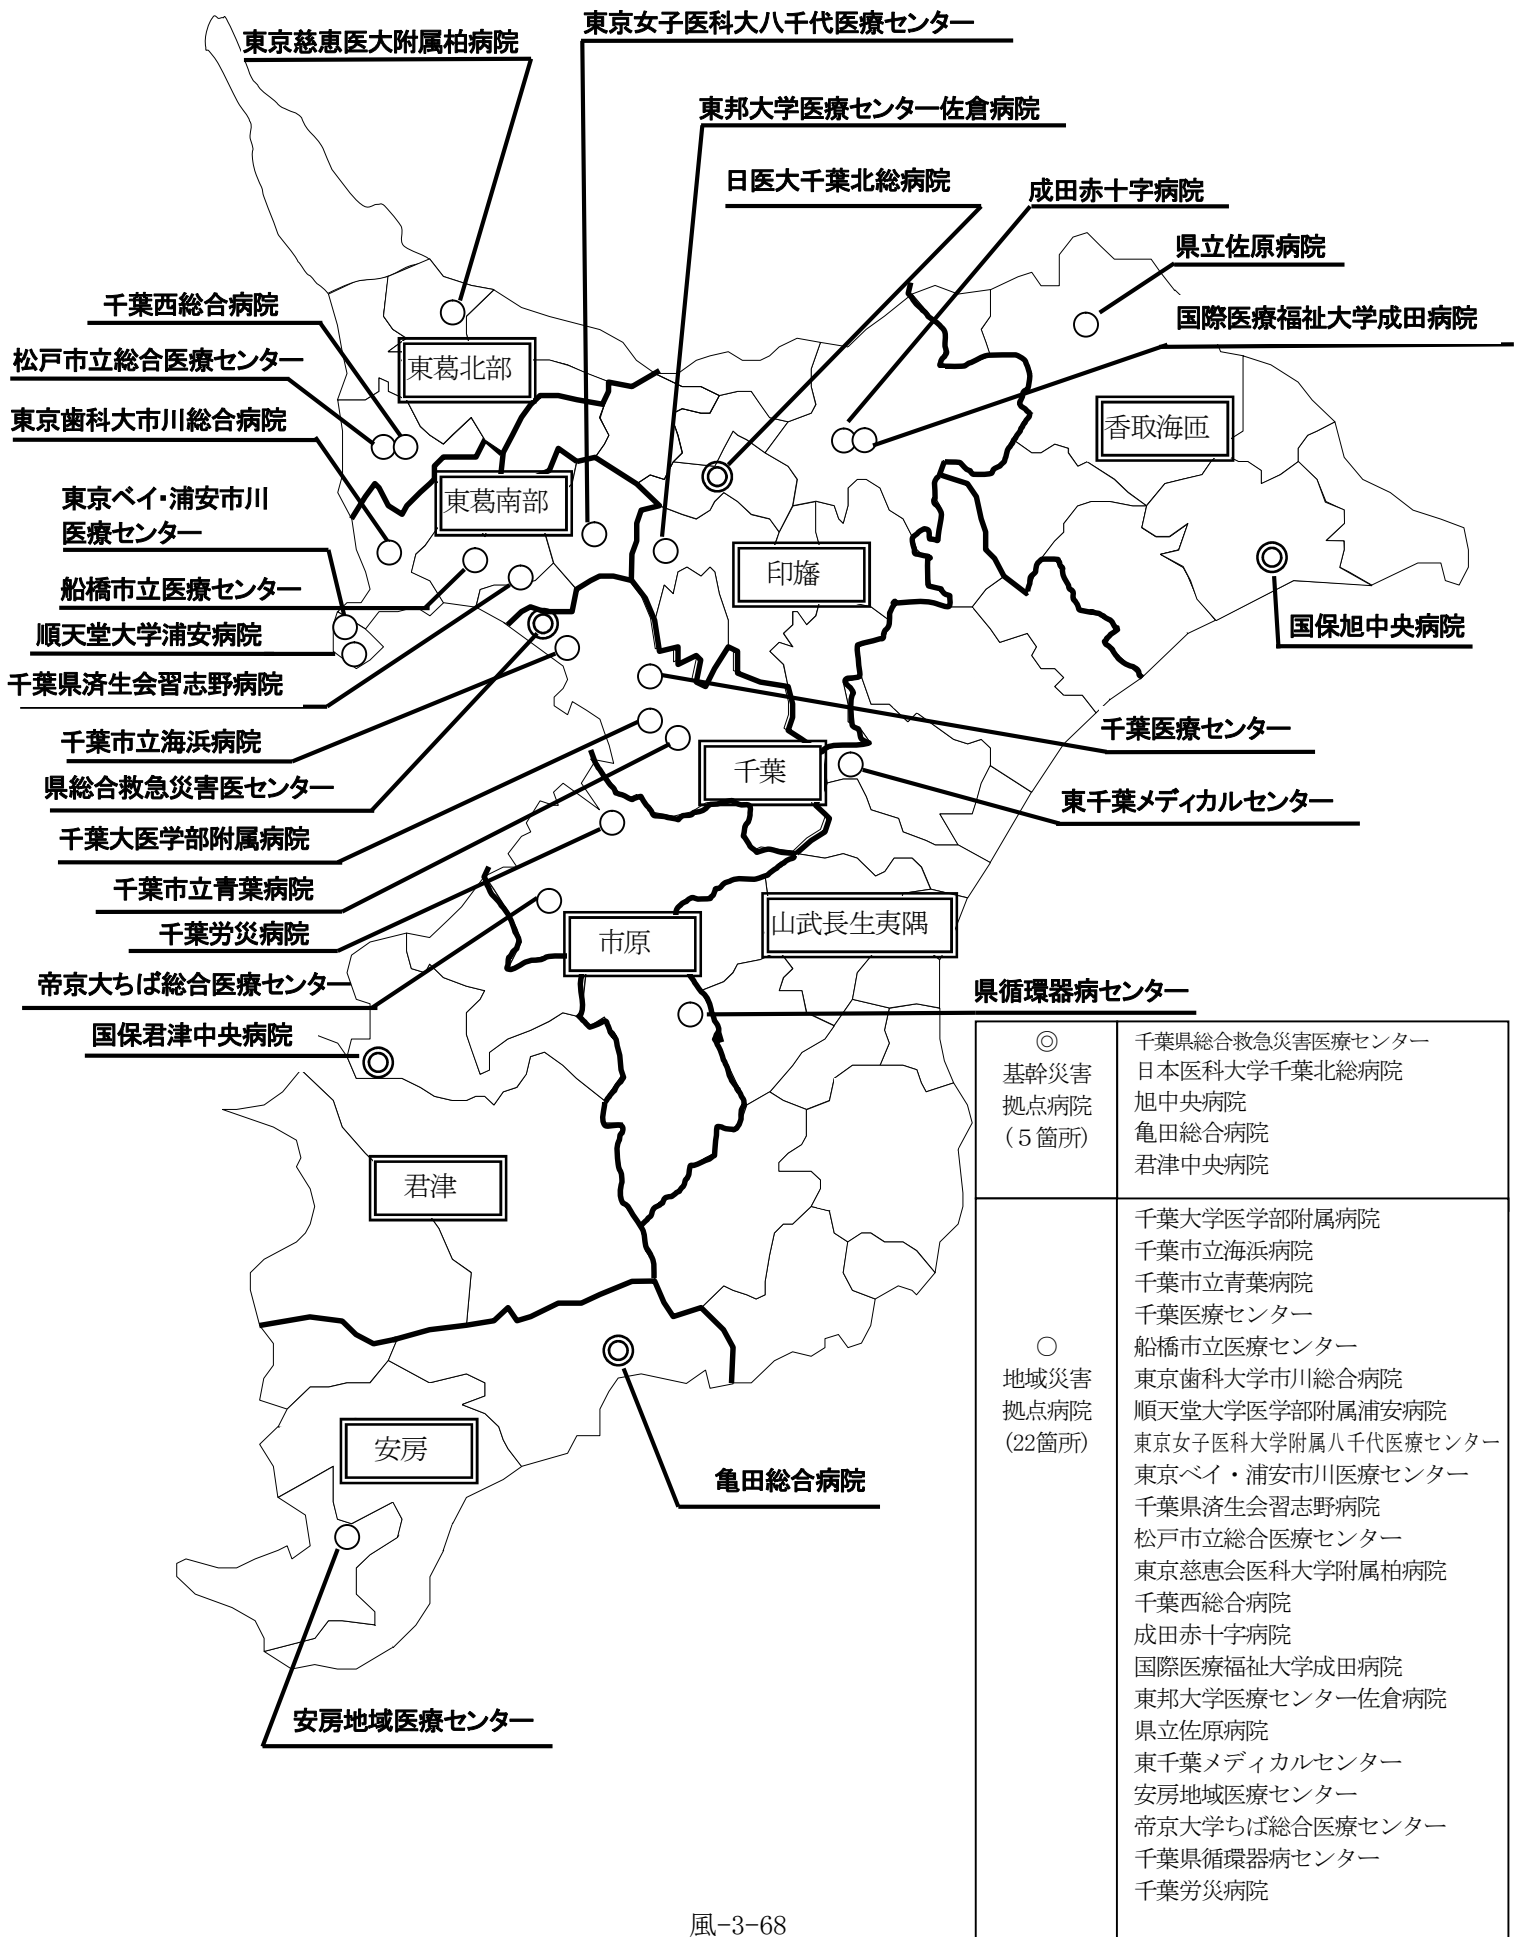 東京女子医科大八千代医療センター
東京慈恵医大附属柏病院
東邦大学医療センター佐倉病院
日医大千葉北総病院
成田赤十字病院
県立佐原病院
千葉西総合病院
国際医療福祉大学成田病院
松戸市立総合医療センター
東葛北部
東京歯科大市川総合病院
香取海匝
東京ベイ・浦安市川
医療センター
東葛南部
印旛
船橋市立医療センター
国保旭中央病院
順天堂大学浦安病院
千葉県済生会習志野病院
千葉医療センター
千葉市立海浜病院
千葉
県総合救急災害医センター
東千葉メディカルセンター
千葉大医学部附属病院
千葉市立青葉病院
千葉労災病院
市原
山武長生夷隅
帝京大ちば総合医療センター
県循環器病センター
国保君津中央病院
君津
安房
亀田総合病院
安房地域医療センター
◎
基幹災害
拠点病院
(５箇所)
千葉県総合救急災害医療センター
日本医科大学千葉北総病院
旭中央病院
亀田総合病院
君津中央病院
○
地域災害
拠点病院
(22箇所)
千葉大学医学部附属病院
千葉市立海浜病院
千葉市立青葉病院
千葉医療センター
船橋市立医療センター
東京歯科大学市川総合病院
順天堂大学医学部附属浦安病院
東京女子医科大学附属八千代医療センター
東京ベイ・浦安市川医療センター
千葉県済生会習志野病院
松戸市立総合医療センター
東京慈恵会医科大学附属柏病院
千葉西総合病院
成田赤十字病院
国際医療福祉大学成田病院
東邦大学医療センター佐倉病院
県立佐原病院
東千葉メディカルセンター
安房地域医療センター
帝京大学ちば総合医療センター
千葉県循環器病センター
千葉労災病院
風-3-68